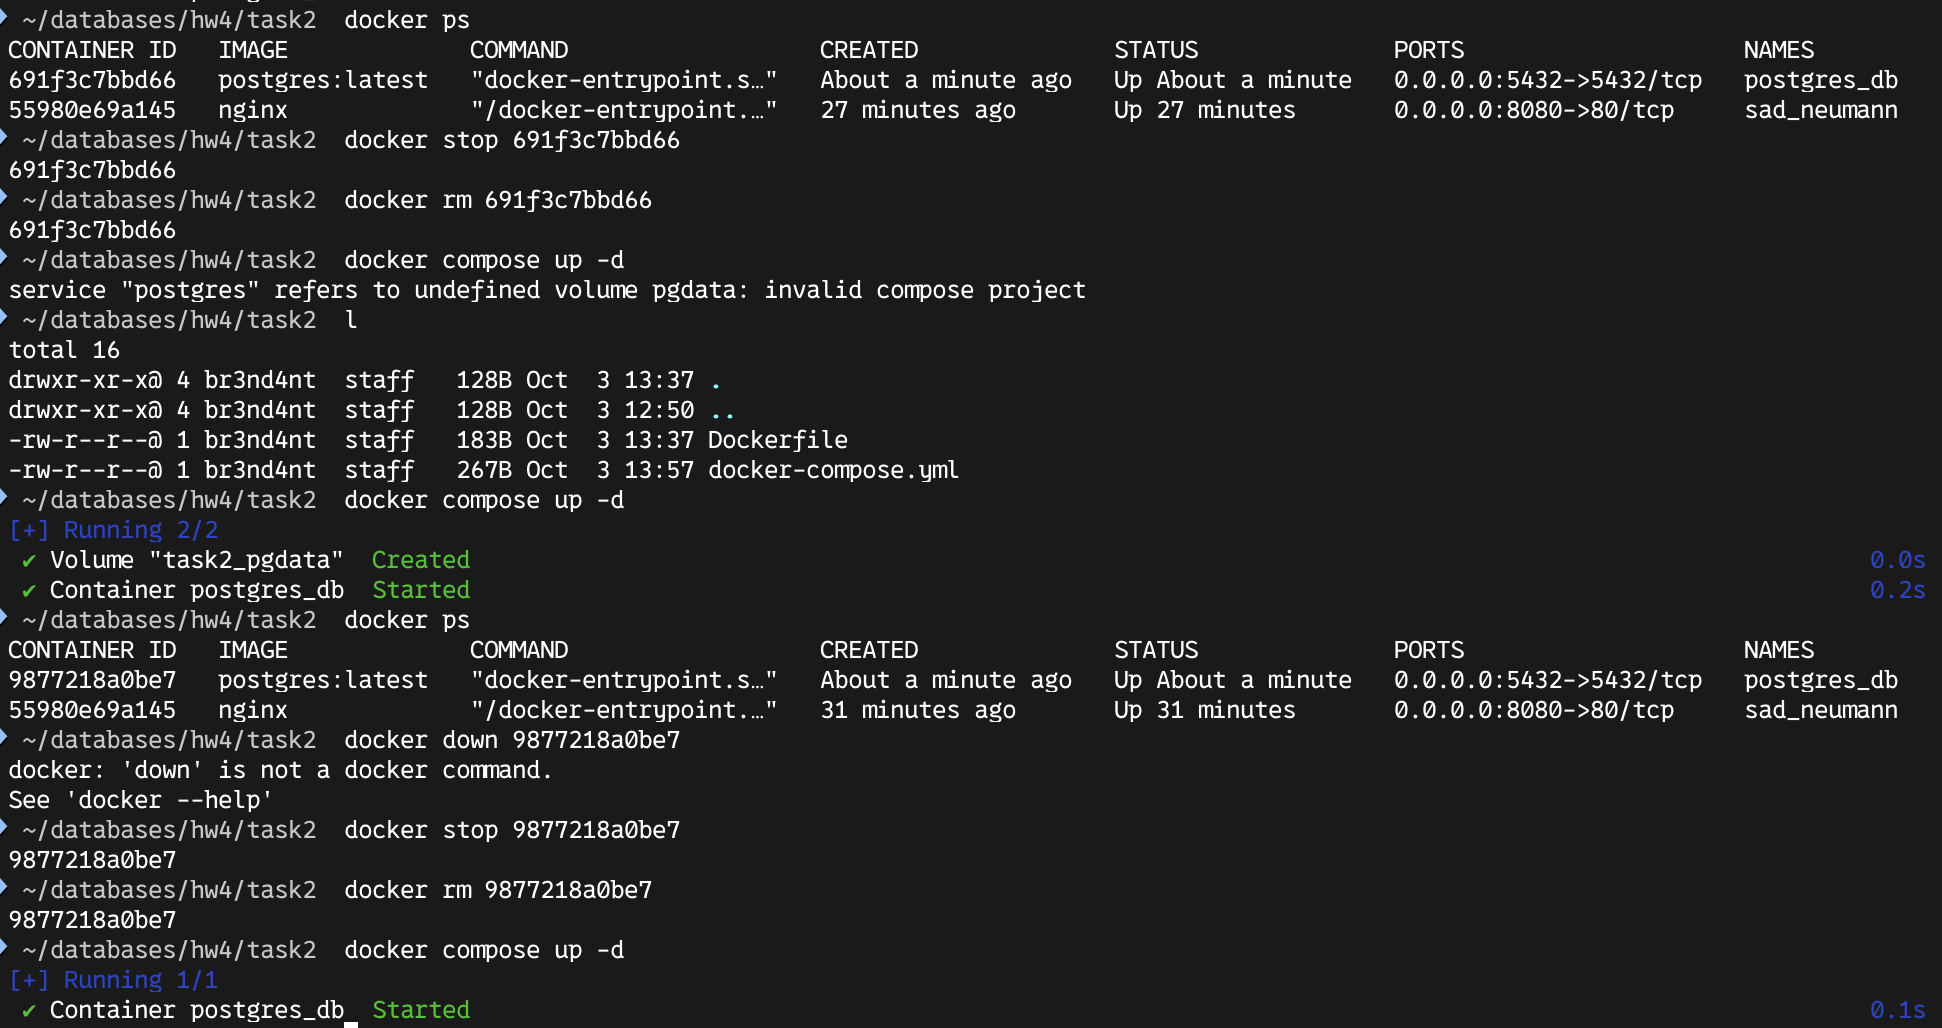 ~/databases/hw4/task2 docker ps
CONTAINER ID IMAGE COMMAND CREATED STATUS PORTS NAMES
691f3c7bbd66 postgres:latest "docker-entrypoint.s…" About a minute ago Up About a minute 0.0.0.0:5432->5432/tcp postgres_db
55980e69a145 nginx "/docker-entrypoint.…" 27 minutes ago Up 27 minutes 0.0.0.0:8080->80/tcp sad_neumann
~/databases/hw4/task2 docker stop 691f3c7bbd66
691f3c7bbd66
~/databases/hw4/task2 docker rm 691f3c7bbd66
691f3c7bbd66
~/databases/hw4/task2 docker compose up -d
service "postgres" refers to undefined volume pgdata: invalid compose project
~/databases/hw4/task2 l
total 16
drwxr-xr-x@ 4 br3nd4nt staff 128B Oct 3 13:37 .
drwxr-xr-x@ 4 br3nd4nt staff 128B Oct 3 12:50 ..
-rw-r--r--@ 1 br3nd4nt staff 183B Oct 3 13:37 Dockerfile
-rw-r--r--@ 1 br3nd4nt staff 267B Oct 3 13:57 docker-compose.yml
~/databases/hw4/task2 docker compose up -d
[+] Running 2/2
✔ Volume "task2_pgdata" Created 0.0s
✔ Container postgres_db Started 0.2s
~/databases/hw4/task2 docker ps
CONTAINER ID IMAGE COMMAND CREATED STATUS PORTS NAMES
9877218a0be7 postgres:latest "docker-entrypoint.s…" About a minute ago Up About a minute 0.0.0.0:5432->5432/tcp postgres_db
55980e69a145 nginx "/docker-entrypoint.…" 31 minutes ago Up 31 minutes 0.0.0.0:8080->80/tcp sad_neumann
~/databases/hw4/task2 docker down 9877218a0be7
docker: 'down' is not a docker command.
See 'docker --help'
~/databases/hw4/task2 docker stop 9877218a0be7
9877218a0be7
~/databases/hw4/task2 docker rm 9877218a0be7
9877218a0be7
~/databases/hw4/task2 docker compose up -d
[+] Running 1/1
✔ Container postgres_db Started 0.1s